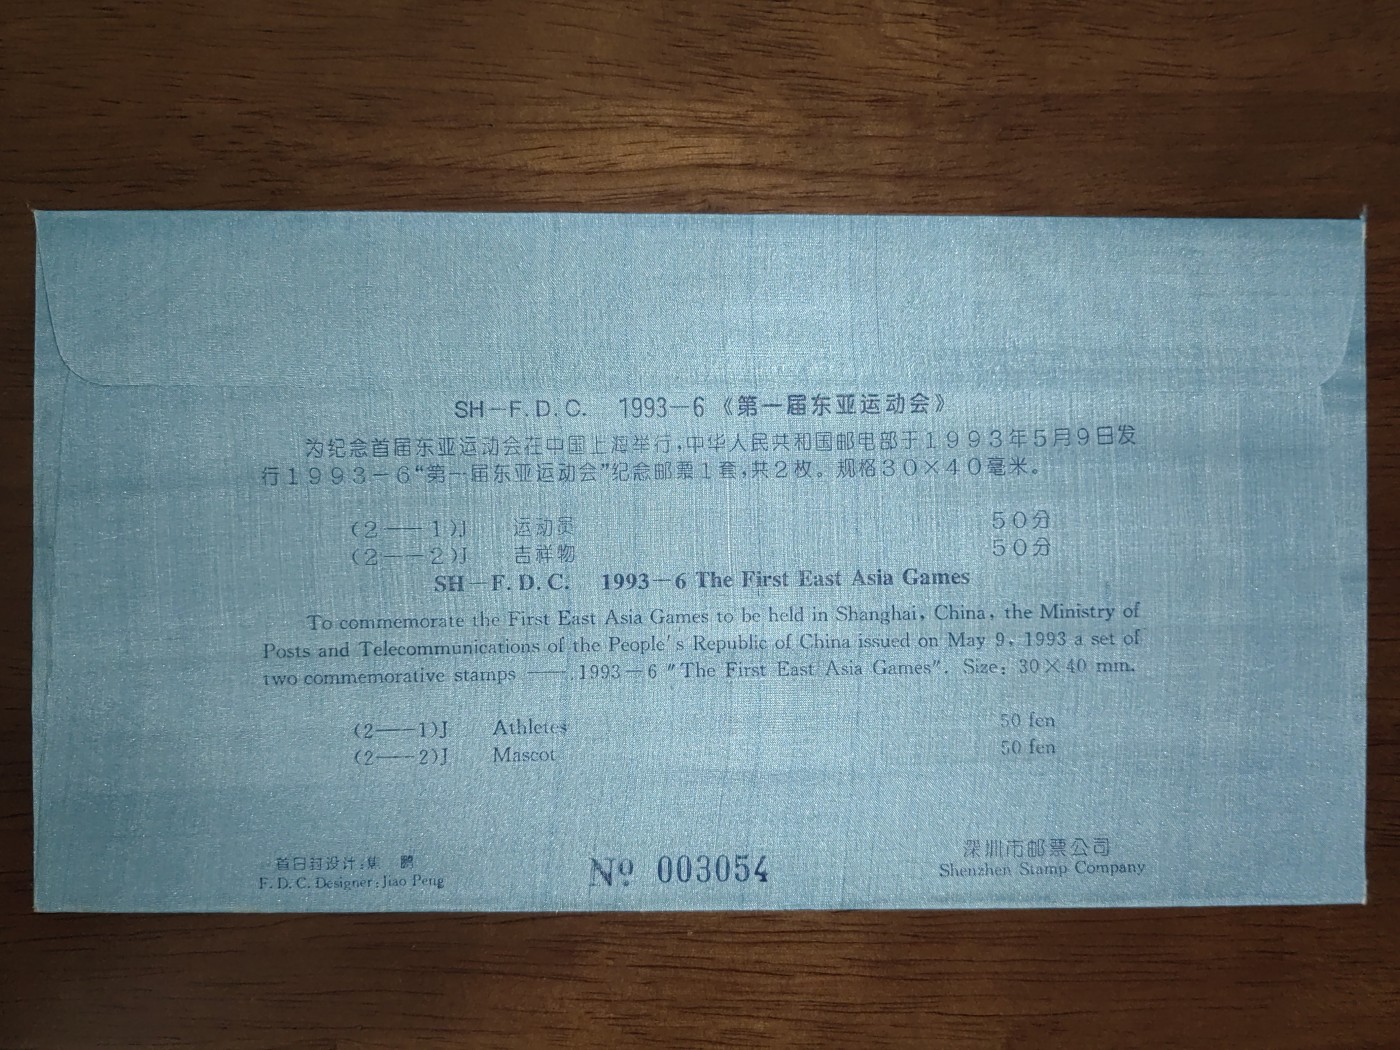 SH—F.D.C. 1993—6《第一届东亚运动会》
为纪念首届东亚运动会在中国上海举行,中华人民共和国邮电部于1993年5月9日发
行1993—6“第一届东亚运动会”纪念邮票1套,共2枚。规格30×40毫米。
(2——1)J 运动员 50分
(2——2)J 吉祥物 50分
SH—F.D.C. 1993—6 The First East Asia Games
To commemorate the First East Asia Games to be held in Shanghai, China, the Ministry of
Posts and Telecommunications of the People's Republic of China issued on May 9, 1993 a set of
two commemorative stamps —— 1993—6 "The First East Asia Games". Size: 30×40 mm.
(2——1)J Athletes 50 fen
(2——2)J Mascot 50 fen
首日封设计:集 鹏
F.D.C. Designer:Jiao Peng
№ 003054
深圳市邮票公司
Shenzhen Stamp Company